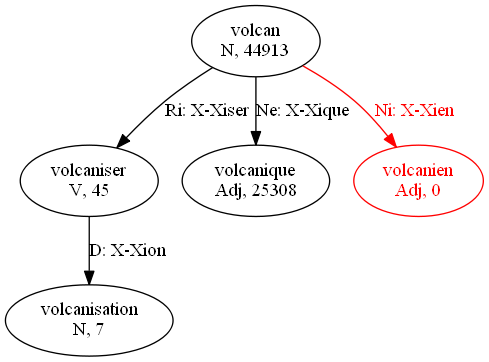 volcan
N, 44913
Ri: X-Xiser
Ne: X-Xique
Ni: X-Xien
volcaniser
V, 45
volcanique
Adj, 25308
volcanien
Adj, 0
D: X-Xion
volcanisation
N, 7